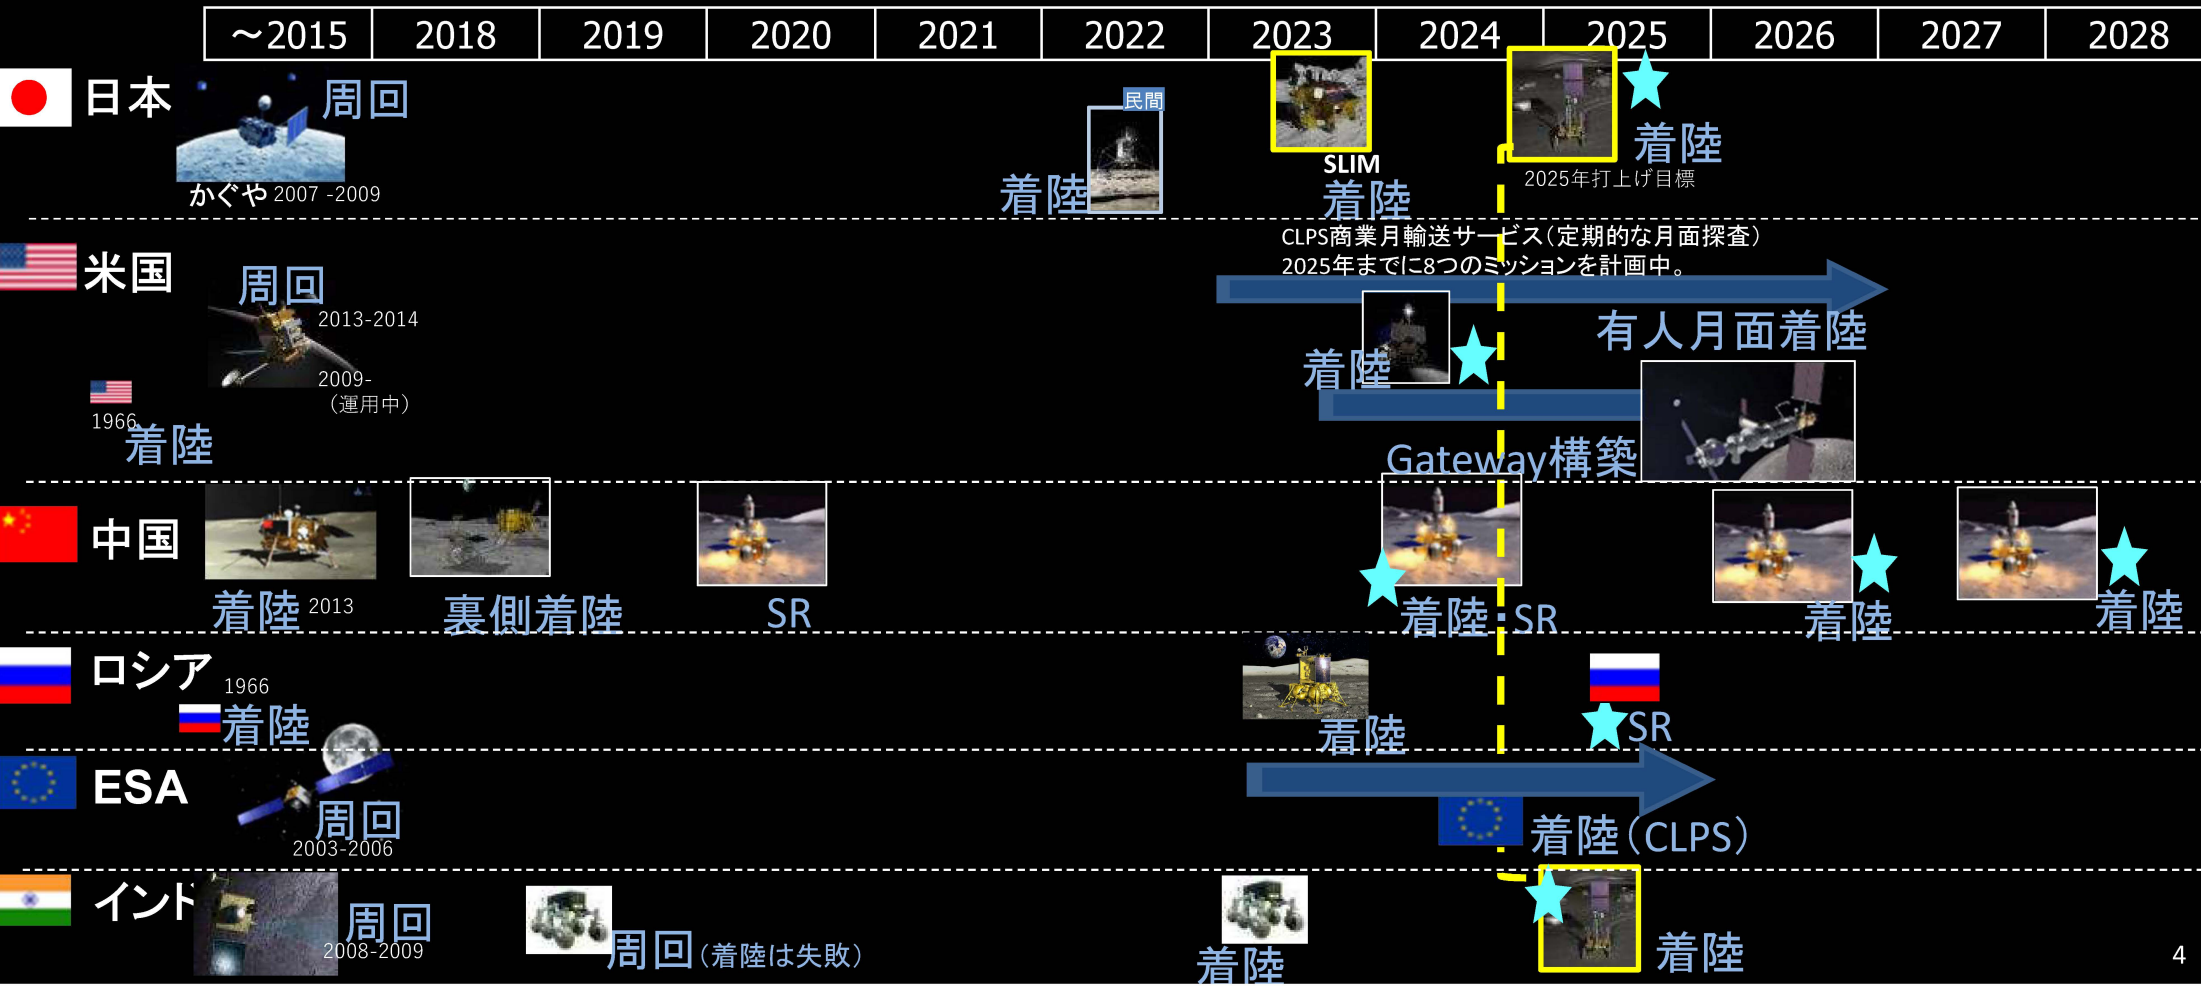 ～2015 2018 2019 2020 2021 2022 2023 2024 2025 2026 2027 2028
日本
周回
かぐや 2007 -2009
民間
着陸
SLIM
着陸
着陸
2025年打上げ目標
米国
周回
2013-2014
2009-
（運用中）
1966
着陸
CLPS商業月輸送サービス（定期的な月面探査）
2025年までに8つのミッションを計画中。
着陸
有人月面着陸
Gateway構築
中国
着陸 2013
裏側着陸
SR
着陸・SR
着陸
着陸
ロシア
1966
着陸
着陸
SR
ESA
周回
2003-2006
着陸（CLPS）
インド
周回
2008-2009
周回（着陸は失敗）
着陸
着陸
4